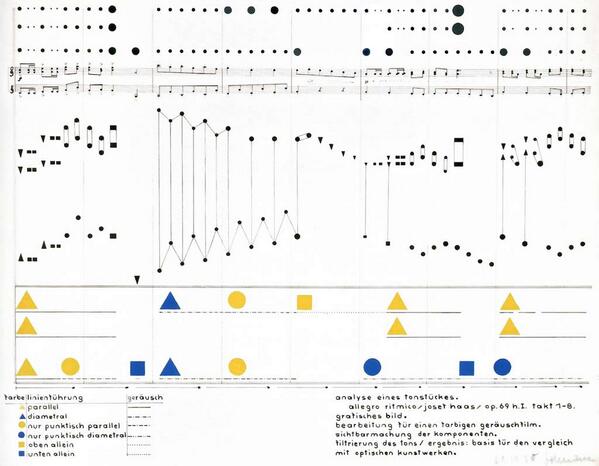 farbe linienführung geräusch
parallel
diametral
nur punktisch parallel
nur punktisch diametral
oben allein
unten allein
analyse eines tonstückes.
allegro ritmico/josef haas/op.69 h.I. takt 1-8.
grafisches bild.
bearbeitung für einen farbigen geräuschfilm.
sichtbarmachung der komponenten.
filtrierung des tons/ergebnis: basis für den vergleich
mit optischen kunstwerken.